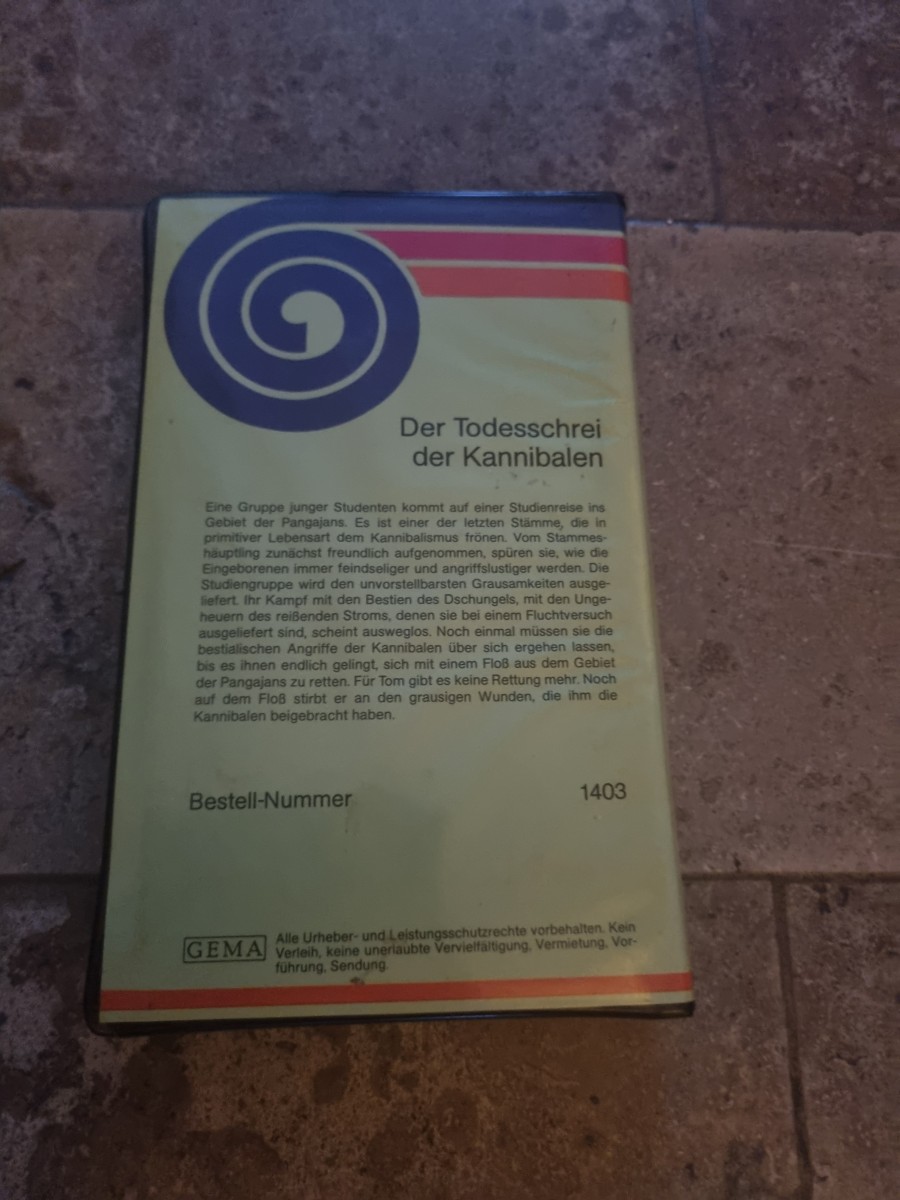 Der Todesschrei
der Kannibalen
Eine Gruppe junger Studenten kommt auf einer Studienreise ins
Gebiet der Pangajans. Es ist einer der letzten Stämme, die in
primitiver Lebensart dem Kannibalismus frönen. Vom Stammes-
häuptling zunächst freundlich aufgenommen, spüren sie, wie die
Eingeborenen immer feindseliger und angriffslustiger werden. Die
Studiengruppe wird den unvorstellbarsten Grausamkeiten ausge-
liefert. Ihr Kampf mit den Bestien des Dschungels, mit den Unge-
heuern des reißenden Stroms, denen sie bei einem Fluchtversuch
ausgeliefert sind, scheint ausweglos. Noch einmal müssen sie die
bestialischen Angriffe der Kannibalen über sich ergehen lassen,
bis es ihnen endlich gelingt, sich mit einem Floß aus dem Gebiet
der Pangajans zu retten. Für Tom gibt es keine Rettung mehr. Noch
auf dem Floß stirbt er an den grausigen Wunden, die ihm die
Kannibalen beigebracht haben.
Bestell-Nummer 1403
GEMA
Alle Urheber- und Leistungsschutzrechte vorbehalten. Kein
Verleih, keine unerlaubte Vervielfältigung, Vermietung, Vor-
führung, Sendung.